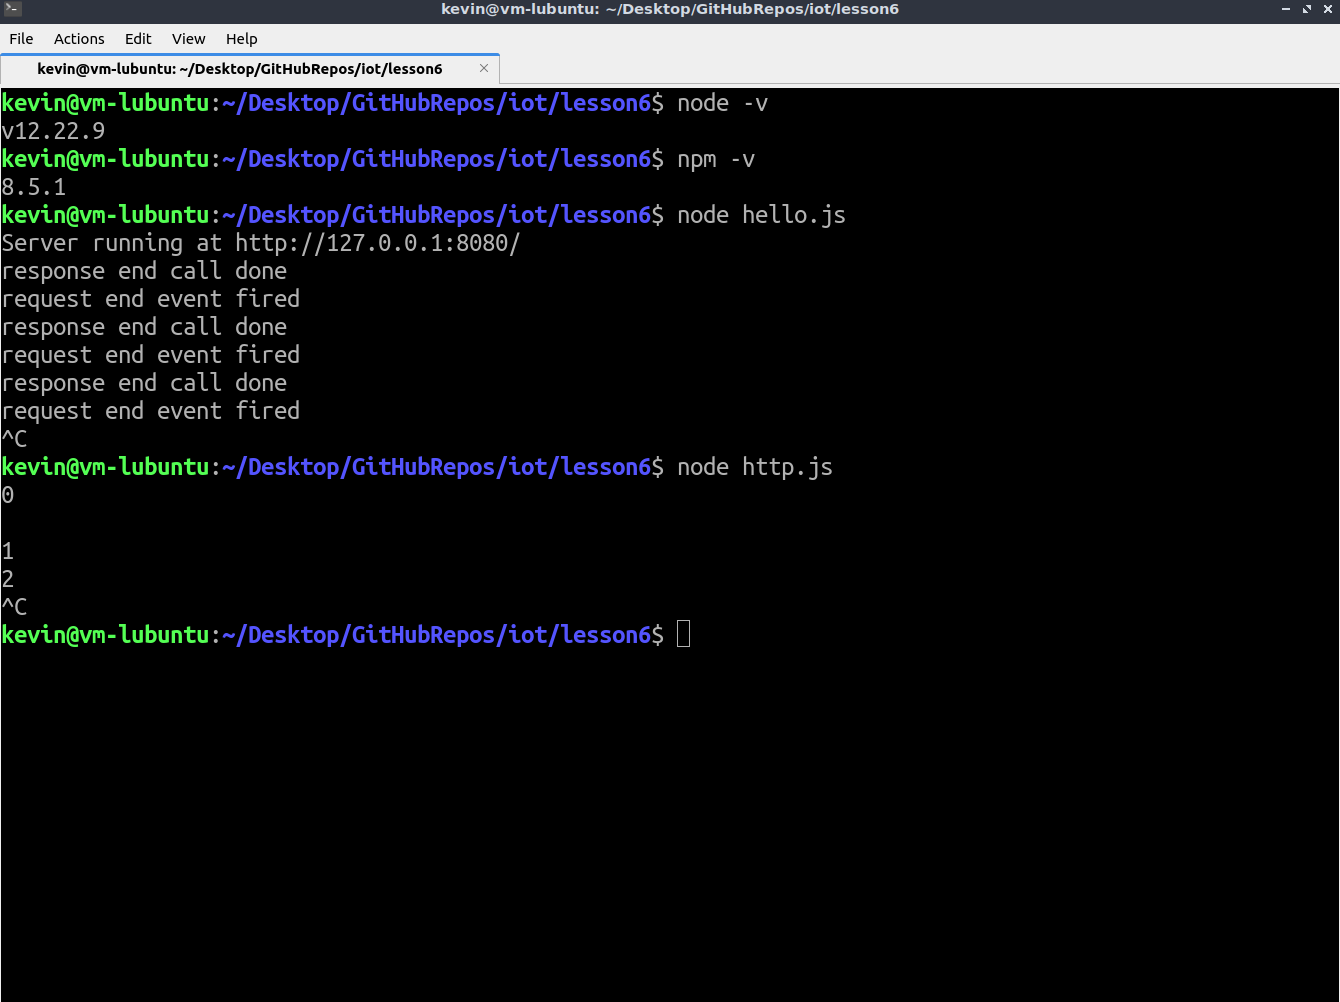 kevin@vm-lubuntu: ~/Desktop/GitHubRepos/iot/lesson6
File Actions Edit View Help
kevin@vm-lubuntu: ~/Desktop/GitHubRepos/iot/lesson6
kevin@vm-lubuntu:~/Desktop/GitHubRepos/iot/lesson6$ node -v
v12.22.9
kevin@vm-lubuntu:~/Desktop/GitHubRepos/iot/lesson6$ npm -v
8.5.1
kevin@vm-lubuntu:~/Desktop/GitHubRepos/iot/lesson6$ node hello.js
Server running at http://127.0.0.1:8080/
response end call done
request end event fired
response end call done
request end event fired
response end call done
request end event fired
^C
kevin@vm-lubuntu:~/Desktop/GitHubRepos/iot/lesson6$ node http.js
0
1
2
^C
kevin@vm-lubuntu:~/Desktop/GitHubRepos/iot/lesson6$